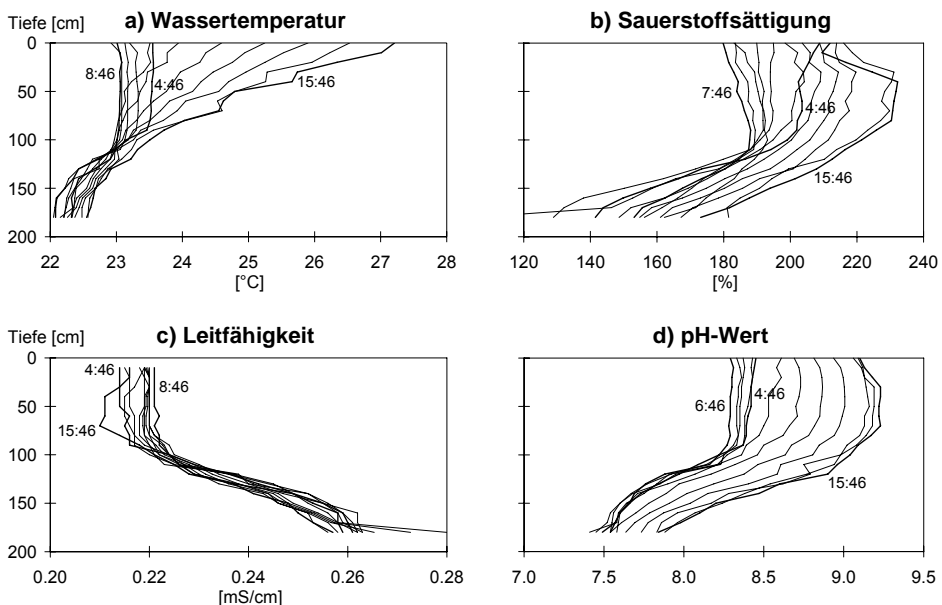 Tiefe [cm] a) Wassertemperatur
0
50
100
150
200
8:46
4:46
15:46
22 23 24 25 26 27 28
[°C]
b) Sauerstoffsättigung
7:46
4:46
15:46
120 140 160 180 200 220 240
[%]
Tiefe [cm] c) Leitfähigkeit
0
50
100
150
200
4:46
8:46
15:46
0.20 0.22 0.24 0.26 0.28
[mS/cm]
d) pH-Wert
6:46
4:46
15:46
7.0 7.5 8.0 8.5 9.0 9.5